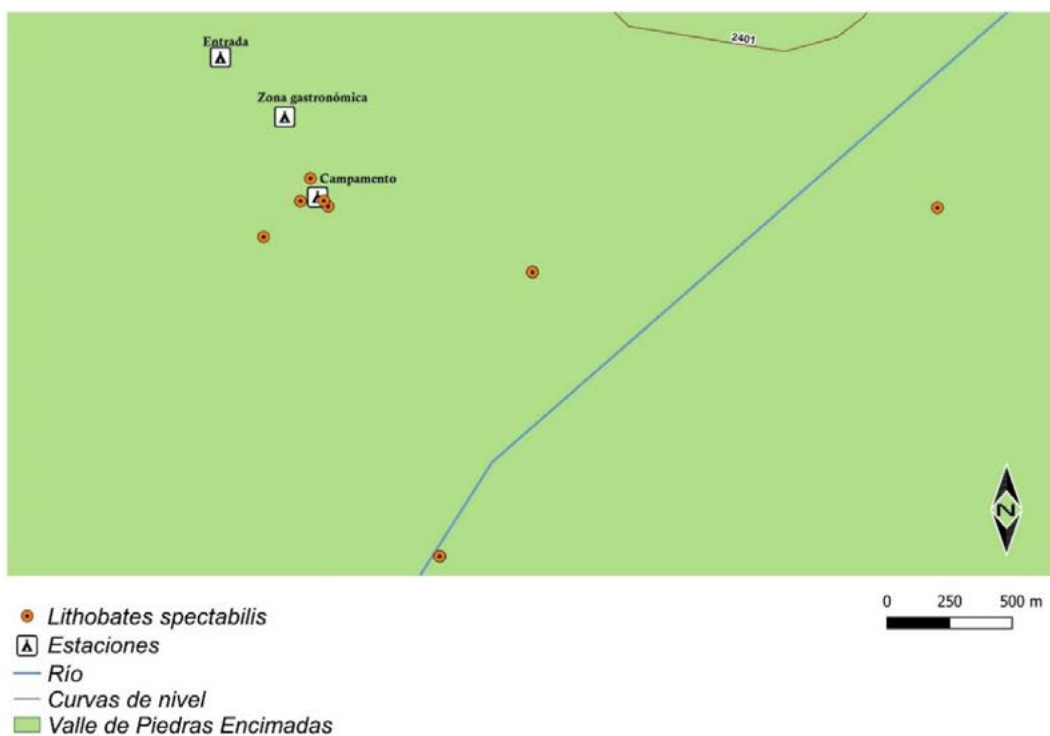 Entrada
Zona gastronómica
Campamento
2401
N
0 250 500 m
Lithobates spectabilis
Estaciones
Río
Curvas de nivel
Valle de Piedras Encimadas